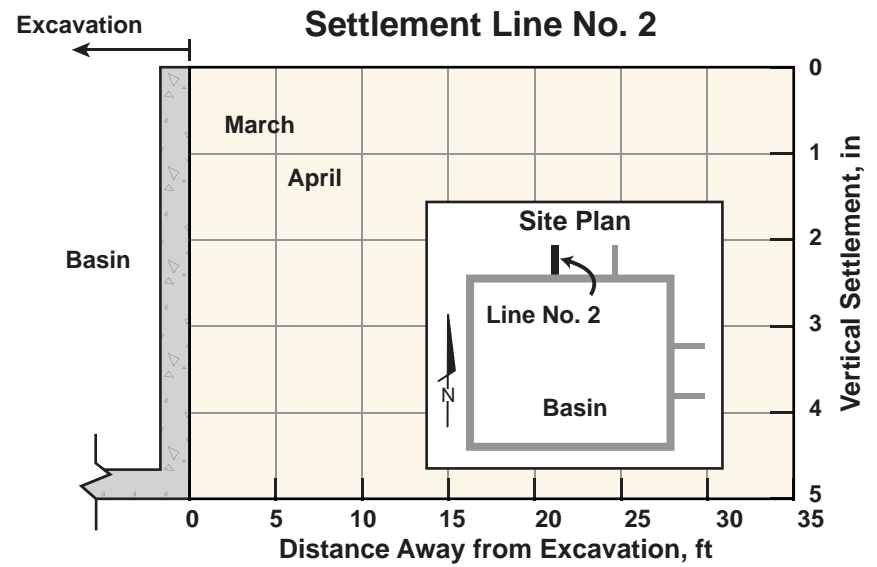 Settlement Line No. 2
Excavation
March
April
Basin
Site Plan
Line No. 2
N
Basin
0
1
2
3
4
5
Vertical Settlement, in
0 5 10 15 20 25 30 35
Distance Away from Excavation, ft